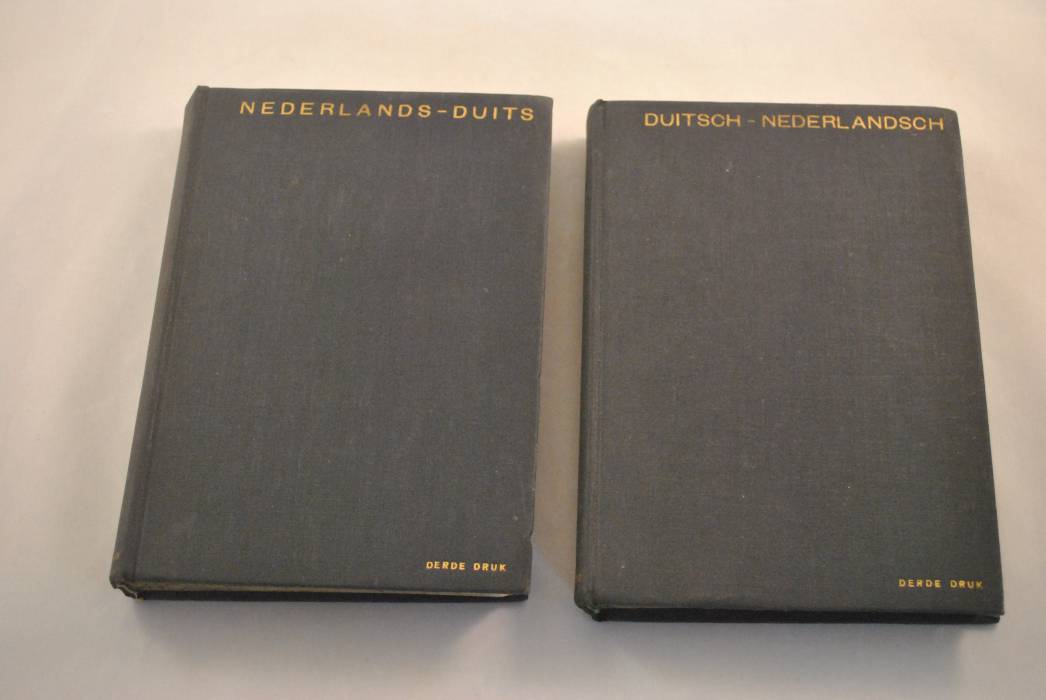 NEDERLANDS-DUITS
DERDE DRUK
DUITSCH - NEDERLANDSCH
DERDE DRUK